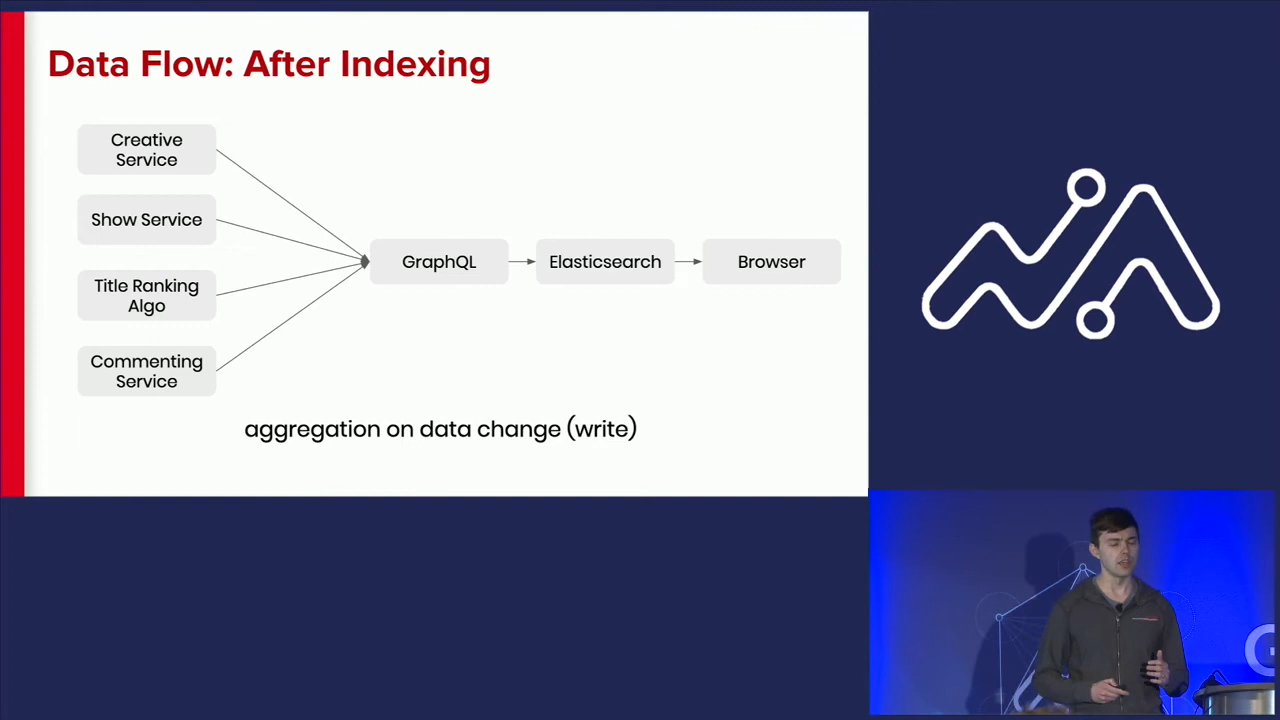 Data Flow: After Indexing
Creative
Service
Show Service
Title Ranking
Algo
Commenting
Service
GraphQL
Elasticsearch
Browser
aggregation on data change (write)